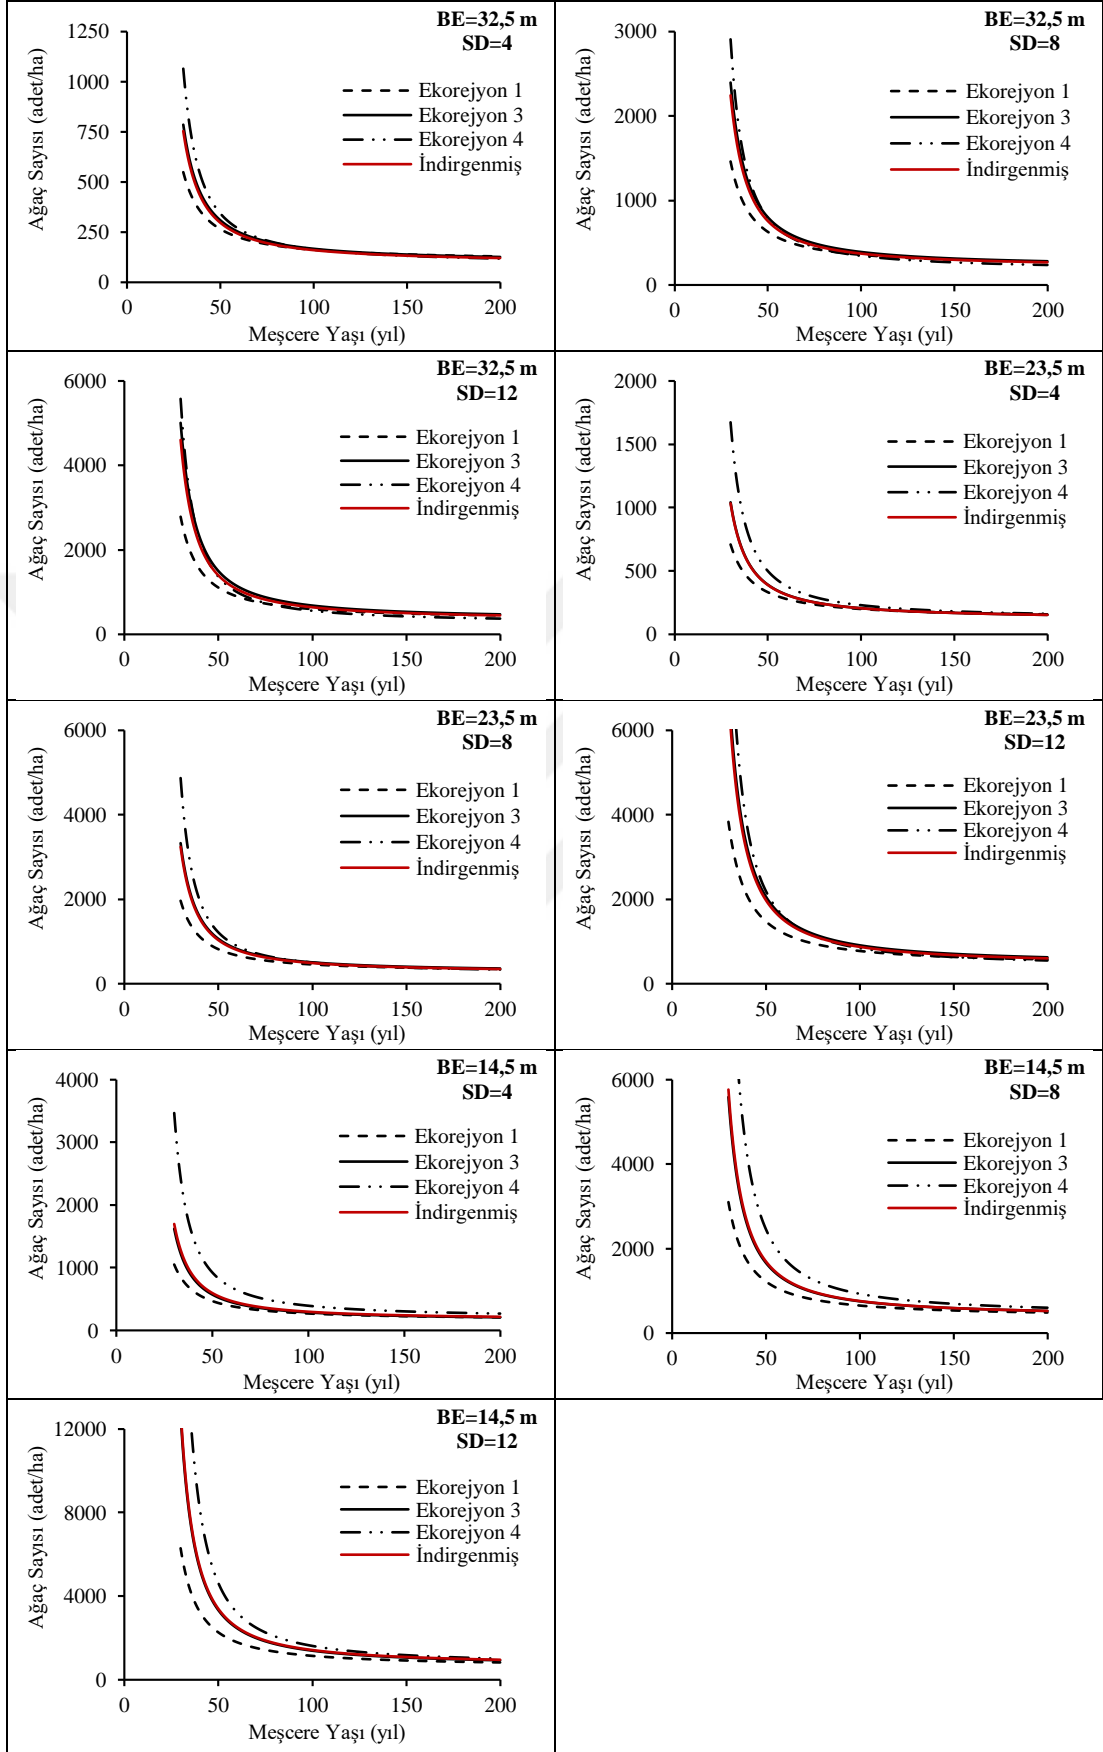 BE=32,5 m
SD=4
Ağaç Sayısı (adet/ha)
1250
1000
750
500
250
0
Ekorejyon 1
Ekorejyon 3
Ekorejyon 4
İndirgenmiş
0 50 100 150 200
Meşcere Yaşı (yıl)
BE=32,5 m
SD=8
Ağaç Sayısı (adet/ha)
3000
2000
1000
0
Ekorejyon 1
Ekorejyon 3
Ekorejyon 4
İndirgenmiş
0 50 100 150 200
Meşcere Yaşı (yıl)
BE=32,5 m
SD=12
Ağaç Sayısı (adet/ha)
6000
4000
2000
0
Ekorejyon 1
Ekorejyon 3
Ekorejyon 4
İndirgenmiş
0 50 100 150 200
Meşcere Yaşı (yıl)
BE=23,5 m
SD=4
Ağaç Sayısı (adet/ha)
2000
1500
1000
500
0
Ekorejyon 1
Ekorejyon 3
Ekorejyon 4
İndirgenmiş
0 50 100 150 200
Meşcere Yaşı (yıl)
BE=23,5 m
SD=8
Ağaç Sayısı (adet/ha)
6000
4000
2000
0
Ekorejyon 1
Ekorejyon 3
Ekorejyon 4
İndirgenmiş
0 50 100 150 200
Meşcere Yaşı (yıl)
BE=23,5 m
SD=12
Ağaç Sayısı (adet/ha)
6000
4000
2000
0
Ekorejyon 1
Ekorejyon 3
Ekorejyon 4
İndirgenmiş
0 50 100 150 200
Meşcere Yaşı (yıl)
BE=14,5 m
SD=4
Ağaç Sayısı (adet/ha)
4000
3000
2000
1000
0
Ekorejyon 1
Ekorejyon 3
Ekorejyon 4
İndirgenmiş
0 50 100 150 200
Meşcere Yaşı (yıl)
BE=14,5 m
SD=8
Ağaç Sayısı (adet/ha)
6000
4000
2000
0
Ekorejyon 1
Ekorejyon 3
Ekorejyon 4
İndirgenmiş
0 50 100 150 200
Meşcere Yaşı (yıl)
BE=14,5 m
SD=12
Ağaç Sayısı (adet/ha)
12000
8000
4000
0
Ekorejyon 1
Ekorejyon 3
Ekorejyon 4
İndirgenmiş
0 50 100 150 200
Meşcere Yaşı (yıl)